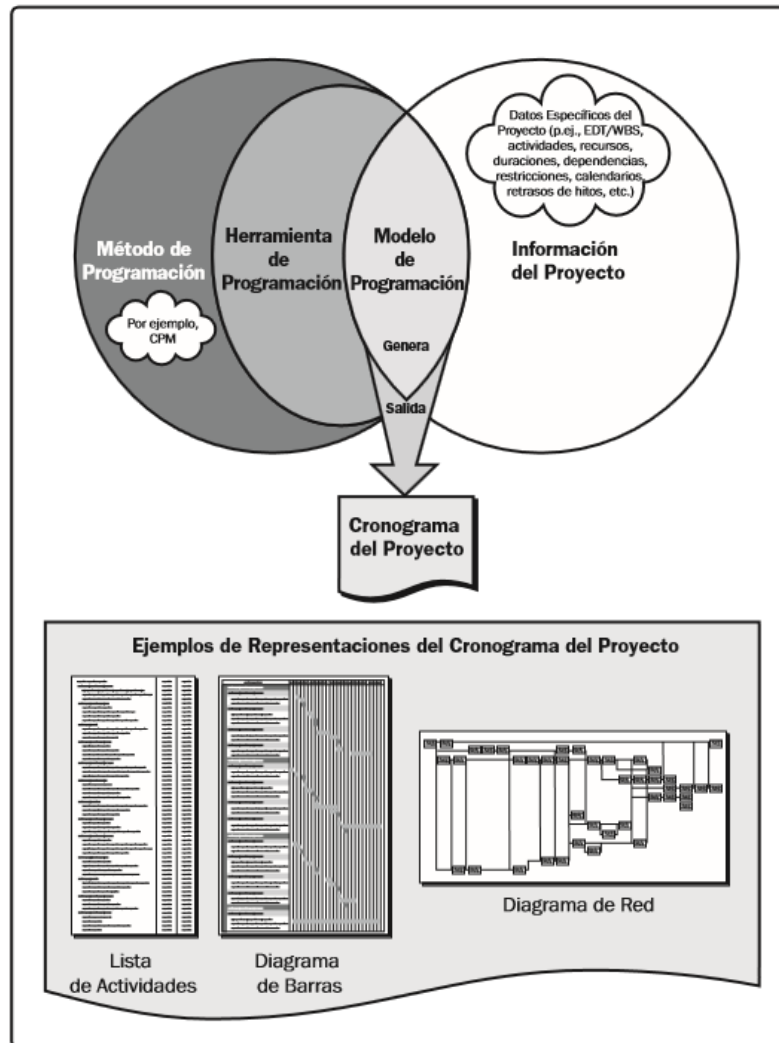 Datos Específicos del
Proyecto (p.ej., EDT/WBS,
actividades, recursos,
duraciones, dependencias,
restricciones, calendarios,
retrasos de hitos, etc.)
Método de
Programación
Por ejemplo,
CPM
Herramienta
de
Programación
Modelo
de
Programación
Información
del Proyecto
Genera
Salida
Cronograma
del Proyecto
Ejemplos de Representaciones del Cronograma del Proyecto
Lista
de Actividades
Diagrama
de Barras
Diagrama de Red